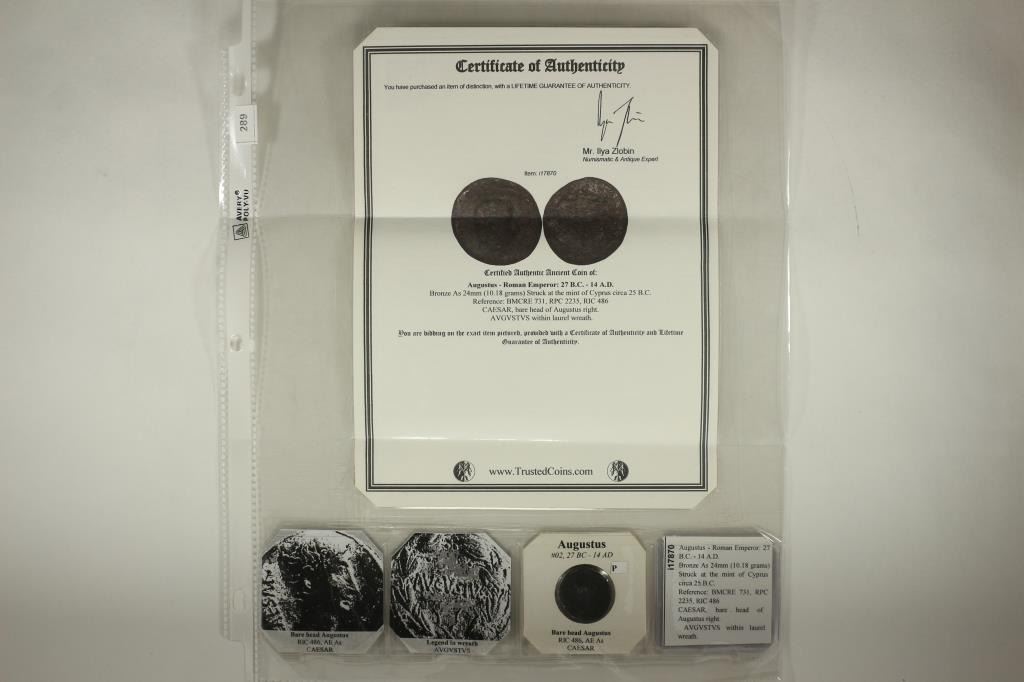 Certificate of Authenticity
You have purchased an item of distinction, with a LIFETIME GUARANTEE OF AUTHENTICITY.
Mr. Ilya Zlobin
Numismatic & Antique Expert
Item: i17870
Certified Authentic Ancient Coin of:
Augustus - Roman Emperor: 27 B.C. - 14 A.D.
Bronze As 24mm (10.18 grams) Struck at the mint of Cyprus circa 25 B.C.
Reference: BMCRE 731, RPC 2235, RIC 486
CAESAR, bare head of Augustus right.
AVGVSTVS within laurel wreath.
You are bidding on the exact item pictured, provided with a Certificate of Authenticity and Lifetime
Guarantee of Authenticity.
www.TrustedCoins.com
289
AVERY®
POLY-VU
Bare head Augustus
RIC 486, AE As
CAESAR
Legend in wreath
AVGVSTVS
Augustus
#02, 27 BC - 14 AD
P
Bare head Augustus
RIC 486, AE As
CAESAR
i17870
Augustus - Roman Emperor: 27
B.C. - 14 A.D.
Bronze As 24mm (10.18 grams)
Struck at the mint of Cyprus
circa 25 B.C.
Reference: BMCRE 731, RPC
2235, RIC 486
CAESAR, bare head of
Augustus right.
AVGVSTVS within laurel
wreath.